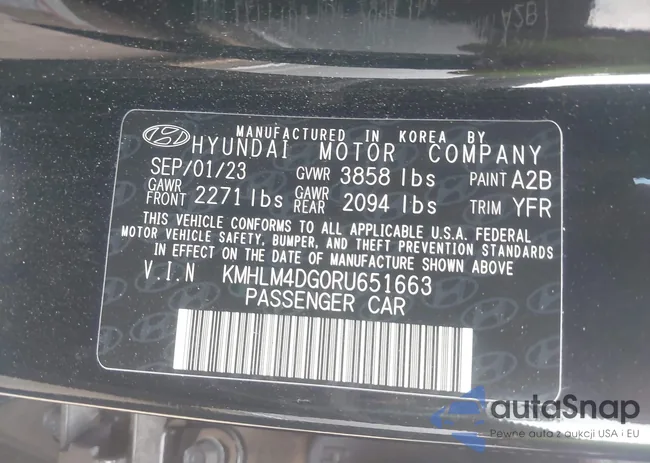 MANUFACTURED IN KOREA BY
HYUNDAI MOTOR COMPANY
SEP/01/23 GVWR 3858 lbs PAINT A2B
GAWR FRONT 2271 lbs GAWR REAR 2094 lbs TRIM YFR
THIS VEHICLE CONFORMS TO ALL APPLICABLE U.S.A. FEDERAL
MOTOR VEHICLE SAFETY, BUMPER, AND THEFT PREVENTION STANDARDS
IN EFFECT ON THE DATE OF MANUFACTURE SHOWN ABOVE
V.I.N KMHLM4DG0RU651663
PASSENGER CAR
autaSnap
Pewne auta z aukcji USA i EU